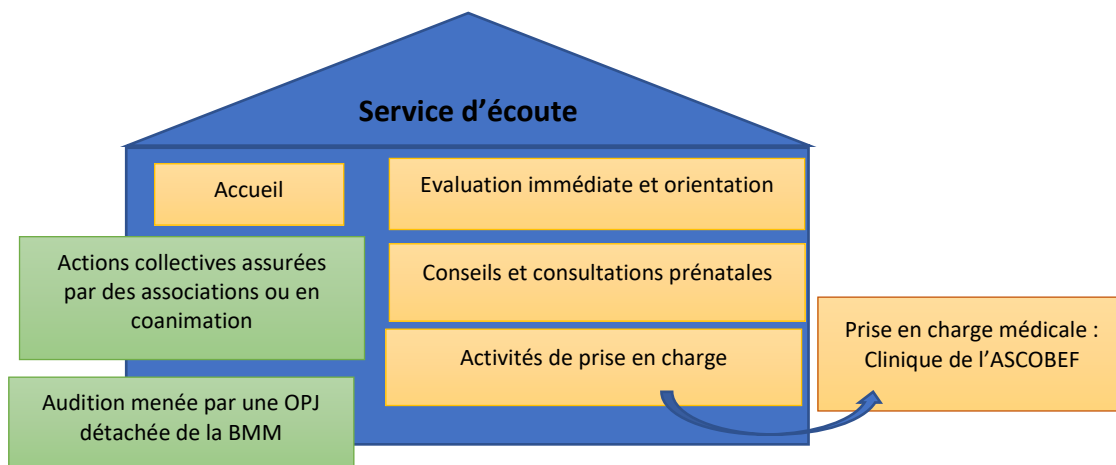 Service d’écoute
Accueil
Evaluation immédiate et orientation
Actions collectives assurées
par des associations ou en
coanimation
Conseils et consultations prénatales
Activités de prise en charge
Prise en charge médicale :
Clinique de l’ASCOBEF
Audition menée par une OPJ
détachée de la BMM